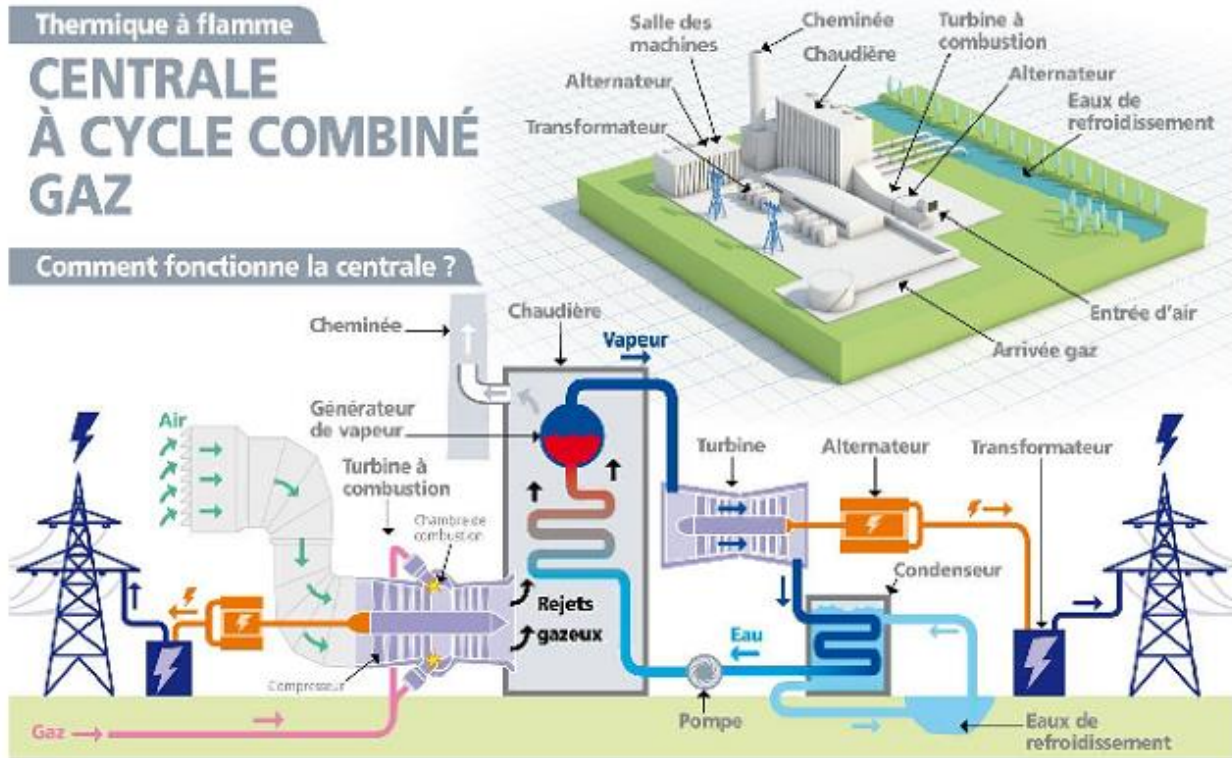 Thermique à flamme
CENTRALE
À CYCLE COMBINÉ
GAZ
Salle des
machines
Alternateur
Transformateur
Cheminée
Chaudière
Turbine à
combustion
Alternateur
Eaux de
refroidissement
Entrée d'air
Arrivée gaz
Comment fonctionne la centrale ?
Cheminée
Chaudière
Vapeur
Générateur
de vapeur
Air
Turbine à
combustion
Chambre de
combustion
Turbine
Alternateur
Transformateur
Condenseur
Rejets
gazeux
Eau
Compresseur
Pompe
Gaz
Eaux de
refroidissement